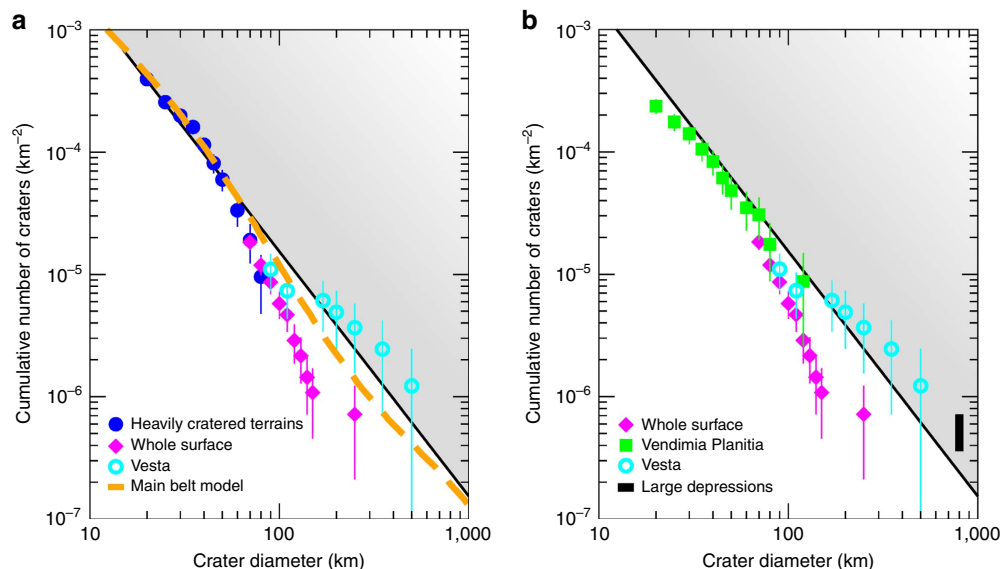 a
10⁻³
10⁻⁴
10⁻⁵
10⁻⁶
10⁻⁷
Cumulative number of craters (km⁻²)
Heavily cratered terrains
Whole surface
Vesta
Main belt model
10
100
1,000
Crater diameter (km)
b
10⁻³
10⁻⁴
10⁻⁵
10⁻⁶
10⁻⁷
Cumulative number of craters (km⁻²)
Whole surface
Vendimia Planitia
Vesta
Large depressions
10
100
1,000
Crater diameter (km)